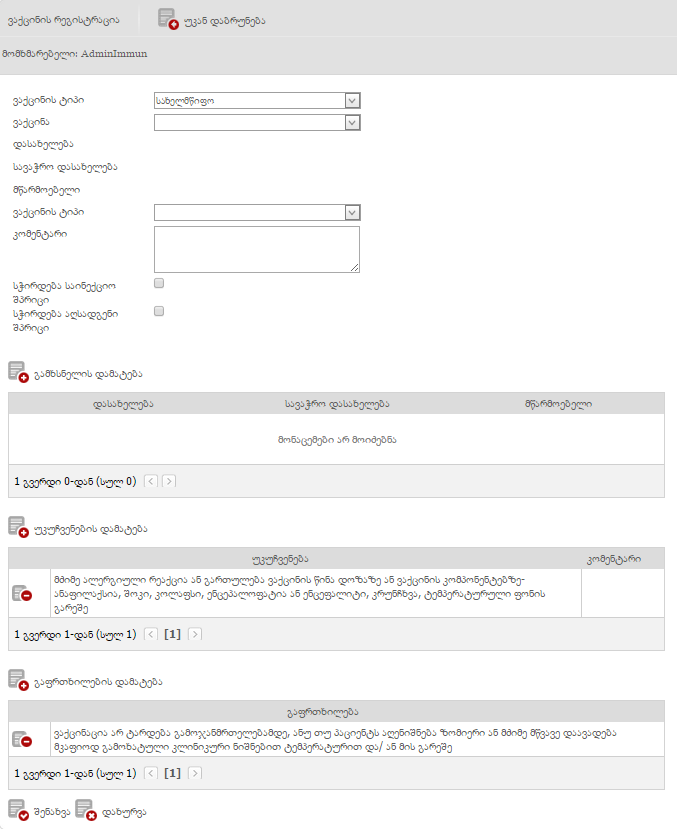 ვაქცინის რეგისტრაცია უკან დაბრუნება
მომხმარებელი: AdminImmun
ვაქცინის ტიპი სახელმწიფო
ვაქცინა
დასახელება
სავაჭრო დასახელება
მწარმოებელი
ვაქცინის ტიპი
კომენტარი
სჭირდება საინექციო
შპრიცი
სჭირდება აღსადგენი
შპრიცი
გამხსნელის დამატება
დასახელება სავაჭრო დასახელება მწარმოებელი
მონაცემები არ მოიძებნა
1 გვერდი 0-დან (სულ 0)
უკუჩვენების დამატება
უკუჩვენება კომენტარი
მძიმე ალერგიული რეაქცია ან გართულება ვაქცინის წინა დოზაზე ან ვაქცინის კომპონენტებზე-
ანაფილაქსია, შოკი, კოლაფსი, ენცეპალოფატია ან ენცეფალიტი, კრუნჩხვა, ტემპერატურული ფონის
გარეშე
1 გვერდი 1-დან (სულ 1) [1]
გაფრთხილების დამატება
გაფრთხილება
ვაქცინაცია არ ტარდება გამოჯანმრთელებამდე, ანუ თუ პაციენტს აღენიშნება ზომიერი ან მძიმე მწვავე დაავადება
მკაფიოდ გამოხატული კლინიკური ნიშნებით ტემპერატურით და/ ან მის გარეშე
1 გვერდი 1-დან (სულ 1) [1]
შენახვა დახურვა